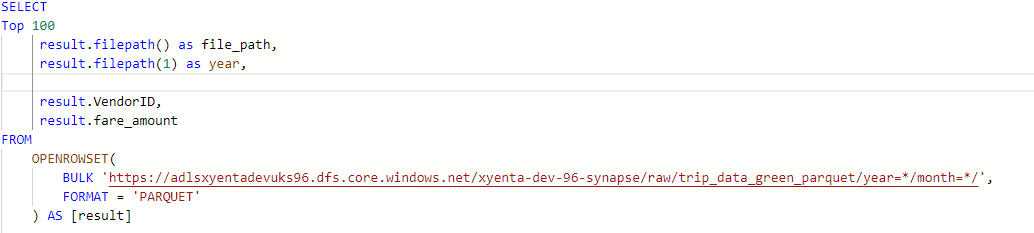 SELECT
Top 100
result.filepath() as file_path,
result.filepath(1) as year,
result.VendorID,
result.fare_amount
FROM
OPENROWSET(
BULK 'https://adlsxyentadevuks96.dfs.core.windows.net/xyenta-dev-96-synapse/raw/trip_data_green_parquet/year=*/month=*/',
FORMAT = 'PARQUET'
) AS [result]